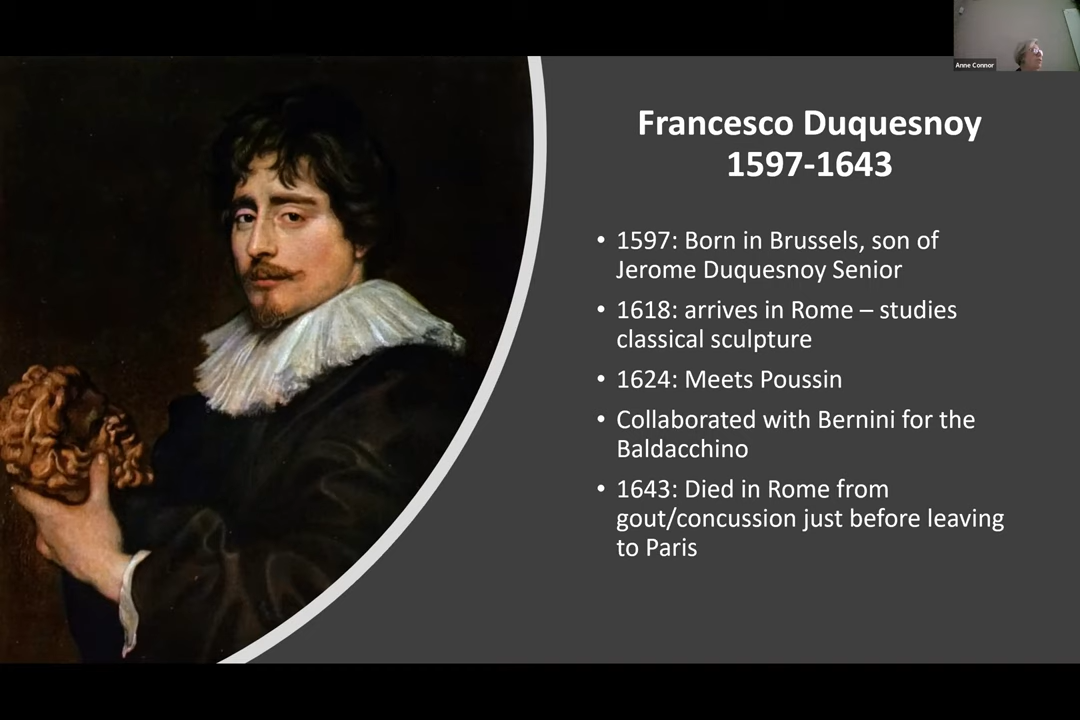 Anne Connor
Francesco Duquesnoy
1597-1643
• 1597: Born in Brussels, son of
Jerome Duquesnoy Senior
• 1618: arrives in Rome – studies
classical sculpture
• 1624: Meets Poussin
• Collaborated with Bernini for the
Baldacchino
• 1643: Died in Rome from
gout/concussion just before leaving
to Paris